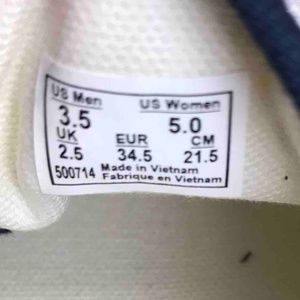 US Men US Women
3.5 5.0
UK EUR CM
2.5 34.5 21.5
500714 Made in Vietnam
Fabrique en Vietnam